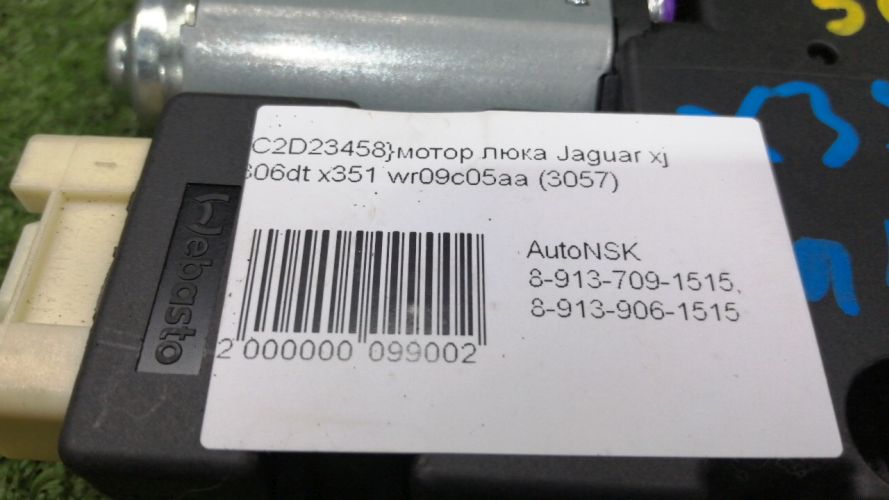 C2D23458}мотор люка Jaguar xj
306dt x351 wr09c05aa (3057)
AutoNSK
8-913-709-1515,
8-913-906-1515
2 000000 099002
ebasto